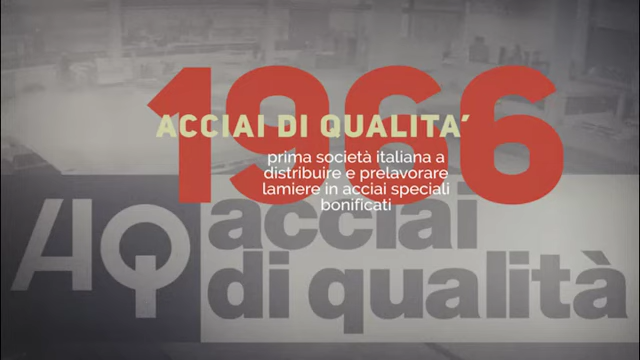 1966
ACCIAI DI QUALITA’
prima società italiana a
distribuire e prelavorare
lamiere in acciai speciali
bonificati
AQ
acciai
di qualità